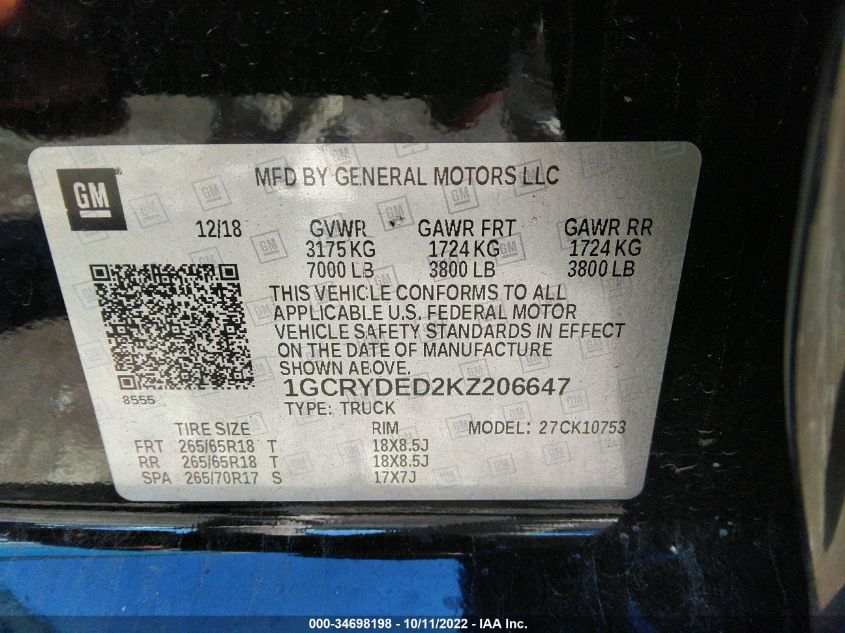 GM
MFD BY GENERAL MOTORS LLC
12/18 GVWR GAWR FRT GAWR RR
3175 KG 1724 KG 1724 KG
7000 LB 3800 LB 3800 LB
THIS VEHICLE CONFORMS TO ALL
APPLICABLE U.S. FEDERAL MOTOR
VEHICLE SAFETY STANDARDS IN EFFECT
ON THE DATE OF MANUFACTURE
SHOWN ABOVE.
1GCRYDED2KZ206647
8555
TYPE: TRUCK
TIRE SIZE RIM MODEL: 27CK10753
FRT 265/65R18 T 18X8.5J
RR 265/65R18 T 18X8.5J
SPA 265/70R17 S 17X7J
000-34698198 - 10/11/2022 - IAA Inc.